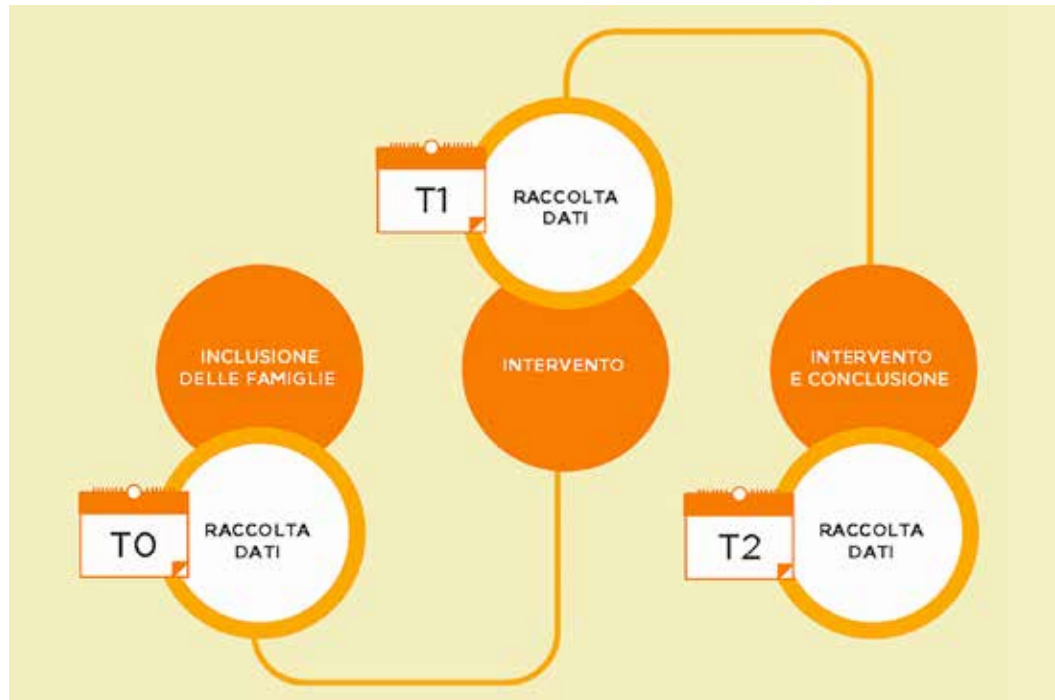 INCLUSIONE
DELLE FAMIGLIE
T0
RACCOLTA
DATI
T1
RACCOLTA
DATI
INTERVENTO
INTERVENTO
E CONCLUSIONE
T2
RACCOLTA
DATI